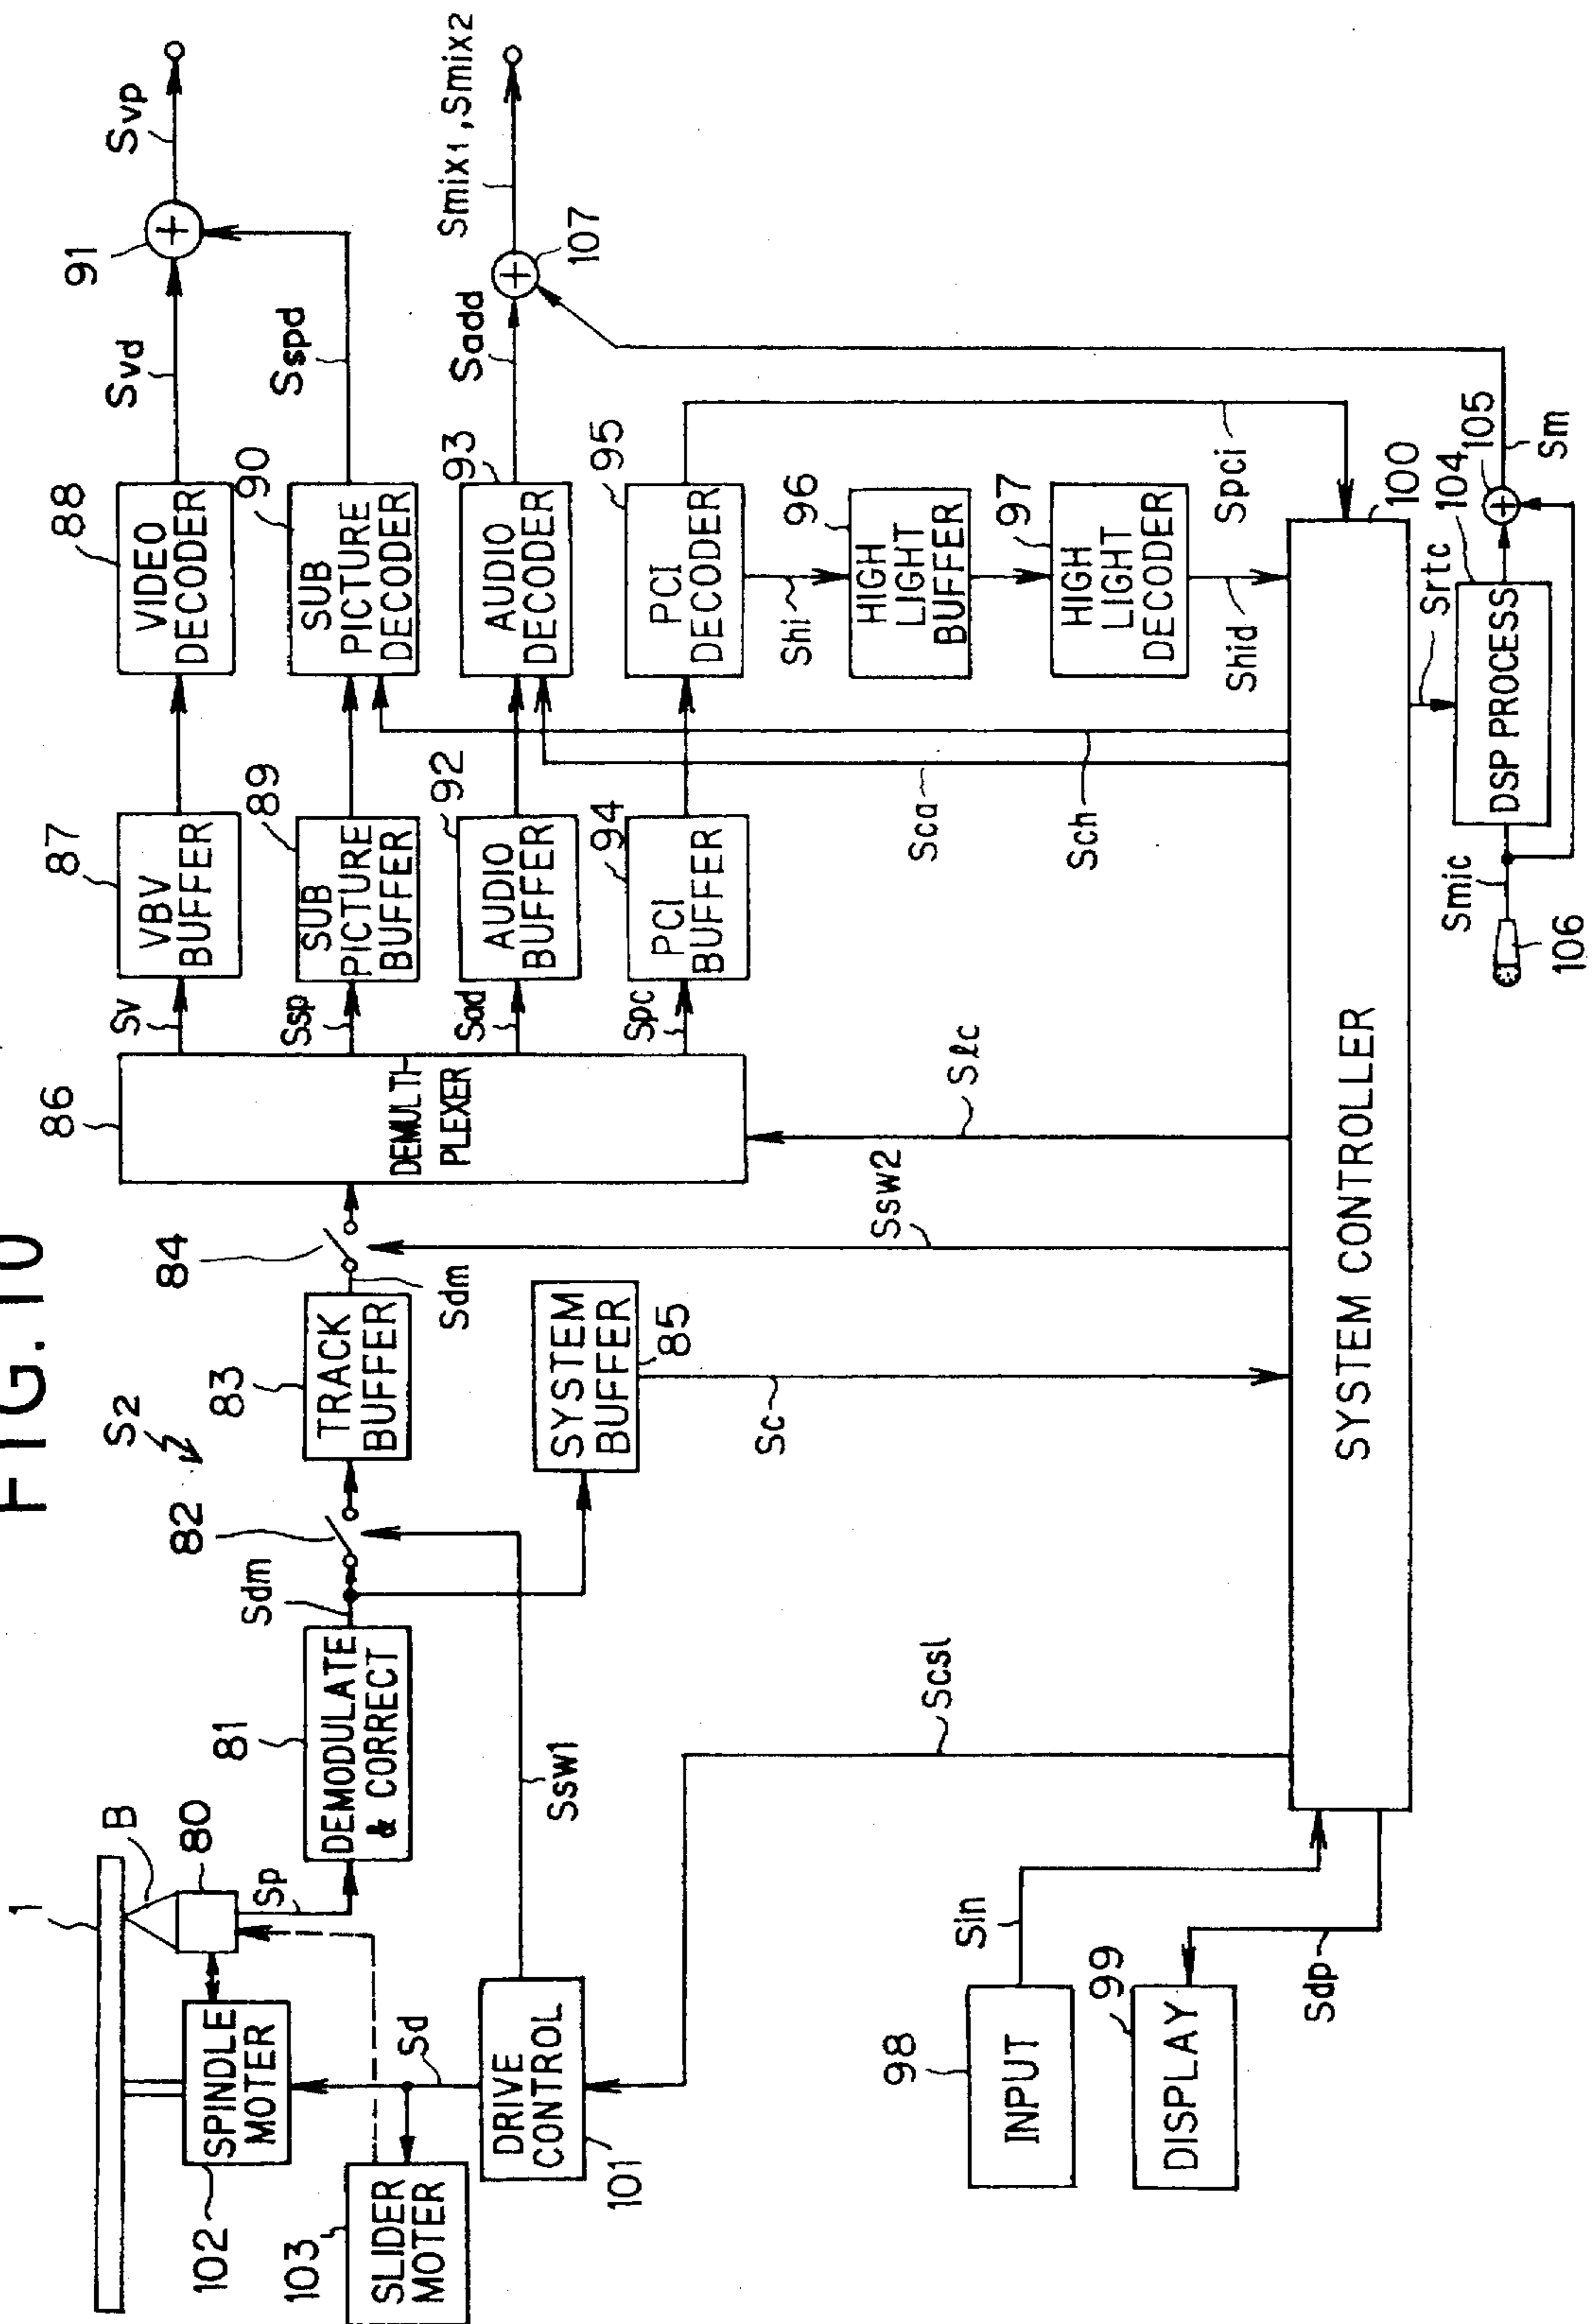 FIG.10
S2
1
B
80
Sp
SPINDLE
MOTER
102
SLIDER
MOTER
103
Sd
DRIVE
CONTROL
101
DEMODULATE
& CORRECT
81
Sdm
82
Ssw1
TRACK
BUFFER
83
Sdm
84
SYSTEM
BUFFER
85
Sc
Ssw2
Slc
Scsl
DEMULTI-
PLEXER
86
Sv
Ssp
Sad
Spc
VBV
BUFFER
87
SUB
PICTURE
BUFFER
89
AUDIO
BUFFER
92
PCI
BUFFER
94
VIDEO
DECODER
88
SUB
PICTURE
DECODER
90
AUDIO
DECODER
93
PCI
DECODER
95
Svd
Sspd
Sadd
91
Svp
107
Smix1,Smix2
Shi
HIGH
LIGHT
BUFFER
96
HIGH
LIGHT
DECODER
97
Shid
Spci
Sca
Sch
INPUT
98
Sin
DISPLAY
99
Sdp
SYSTEM CONTROLLER
100
Srtc
DSP PROCESS
104
105
Sm
Smic
106